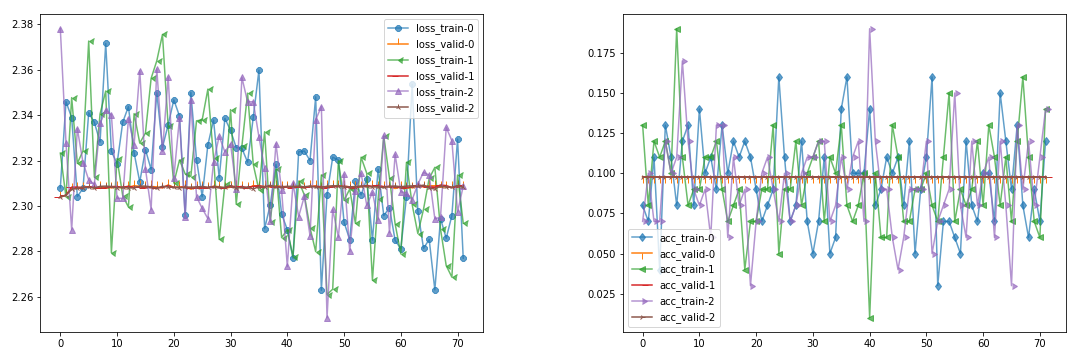 2.38
2.36
2.34
2.32
2.30
2.28
2.26
0
10
20
30
40
50
60
70
loss_train-0
loss_valid-0
loss_train-1
loss_valid-1
loss_train-2
loss_valid-2
0.175
0.150
0.125
0.100
0.075
0.050
0.025
0
10
20
30
40
50
60
70
acc_train-0
acc_valid-0
acc_train-1
acc_valid-1
acc_train-2
acc_valid-2